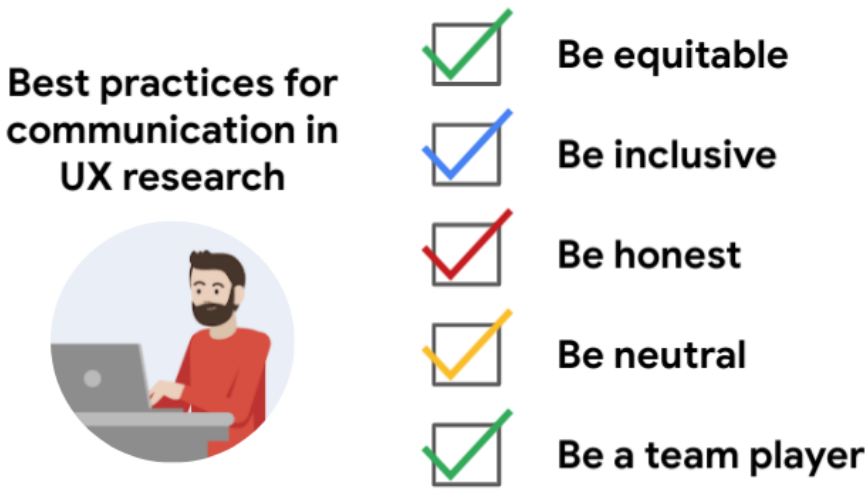 Best practices for
communication in
UX research
Be equitable
Be inclusive
Be honest
Be neutral
Be a team player